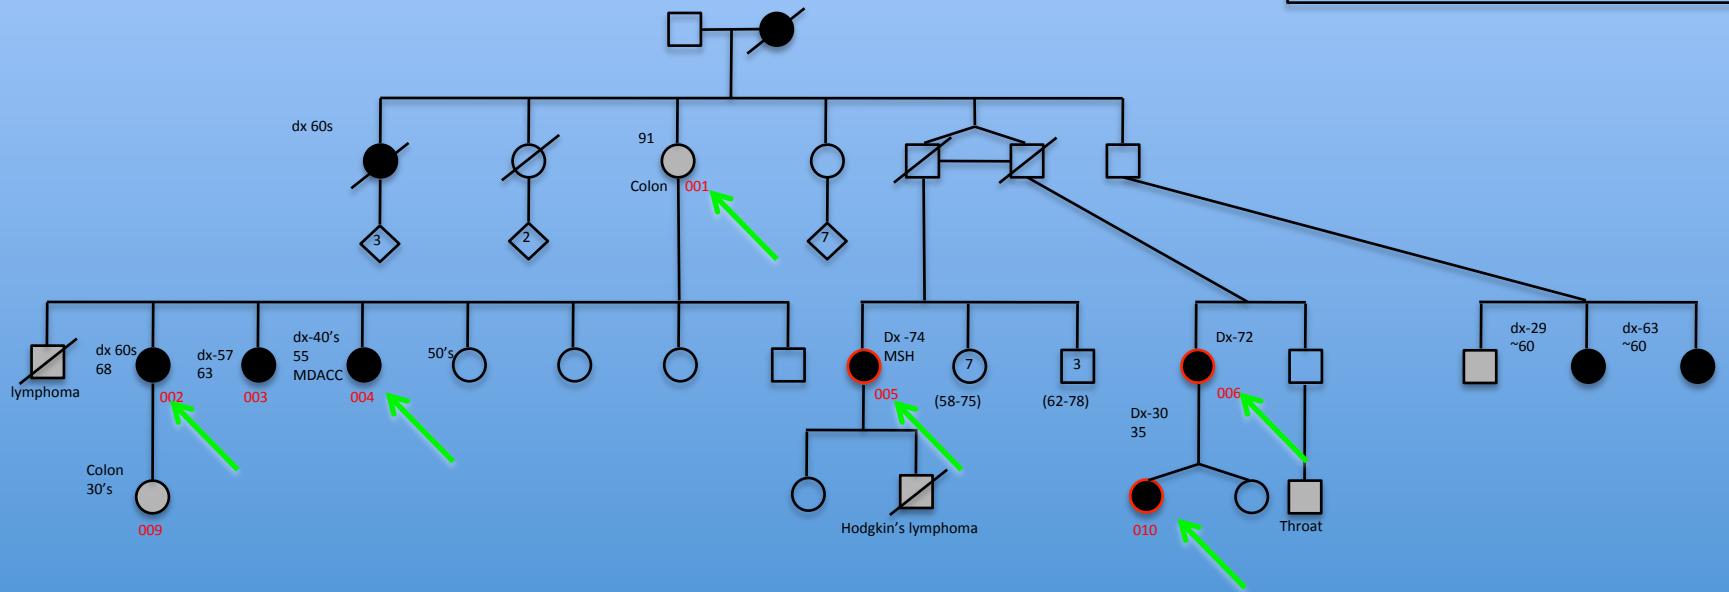 dx 60s
91
Colon
001
3
2
7
dx 60s
68
dx-57
63
dx-40's
55
MDACC
50's
Dx -74
MSH
7
3
Dx-72
dx-29
~60
dx-63
~60
lymphoma
002
003
004
005
(58-75)
(62-78)
006
Dx-30
35
Colon
30's
009
Hodgkin's lymphoma
010
Throat